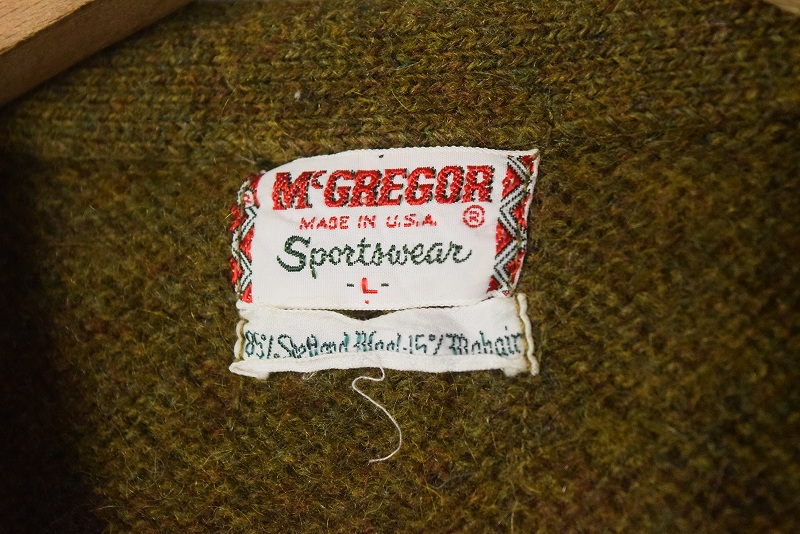 McGREGOR
MADE IN U.S.A. ®
Sportswear
-L-
85% Shetland Wool-15% Mohair